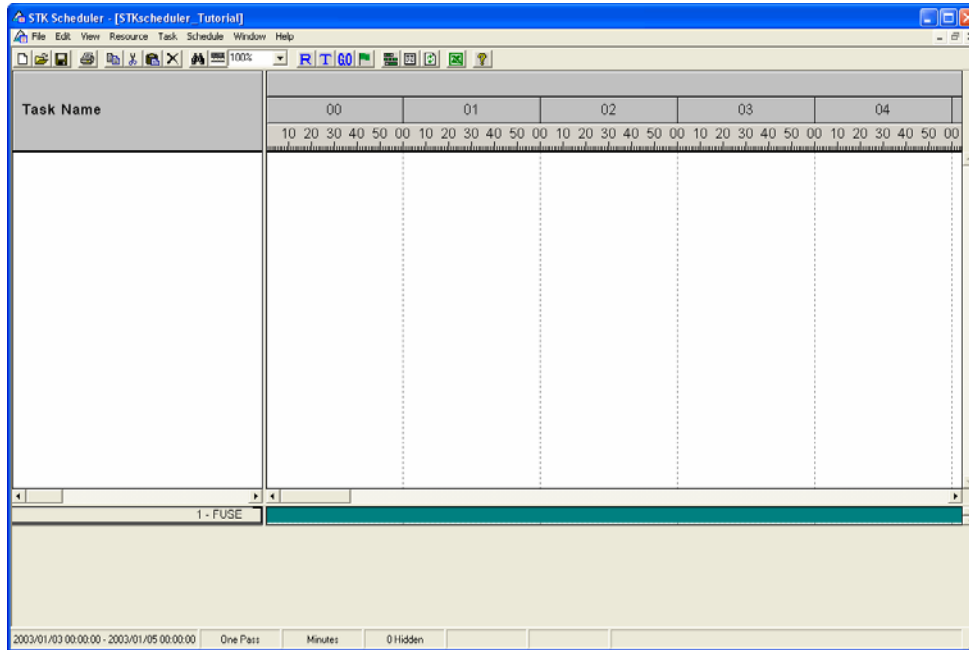 STK Scheduler - [STKscheduler_Tutorial]
File Edit View Resource Task Schedule Window Help
100% R T GO
Task Name
00 01 02 03 04
10 20 30 40 50 00 10 20 30 40 50 00 10 20 30 40 50 00 10 20 30 40 50 00 10 20 30 40 50 00
1 - FUSE
2003/01/03 00:00:00 - 2003/01/05 00:00:00 One Pass Minutes 0 Hidden